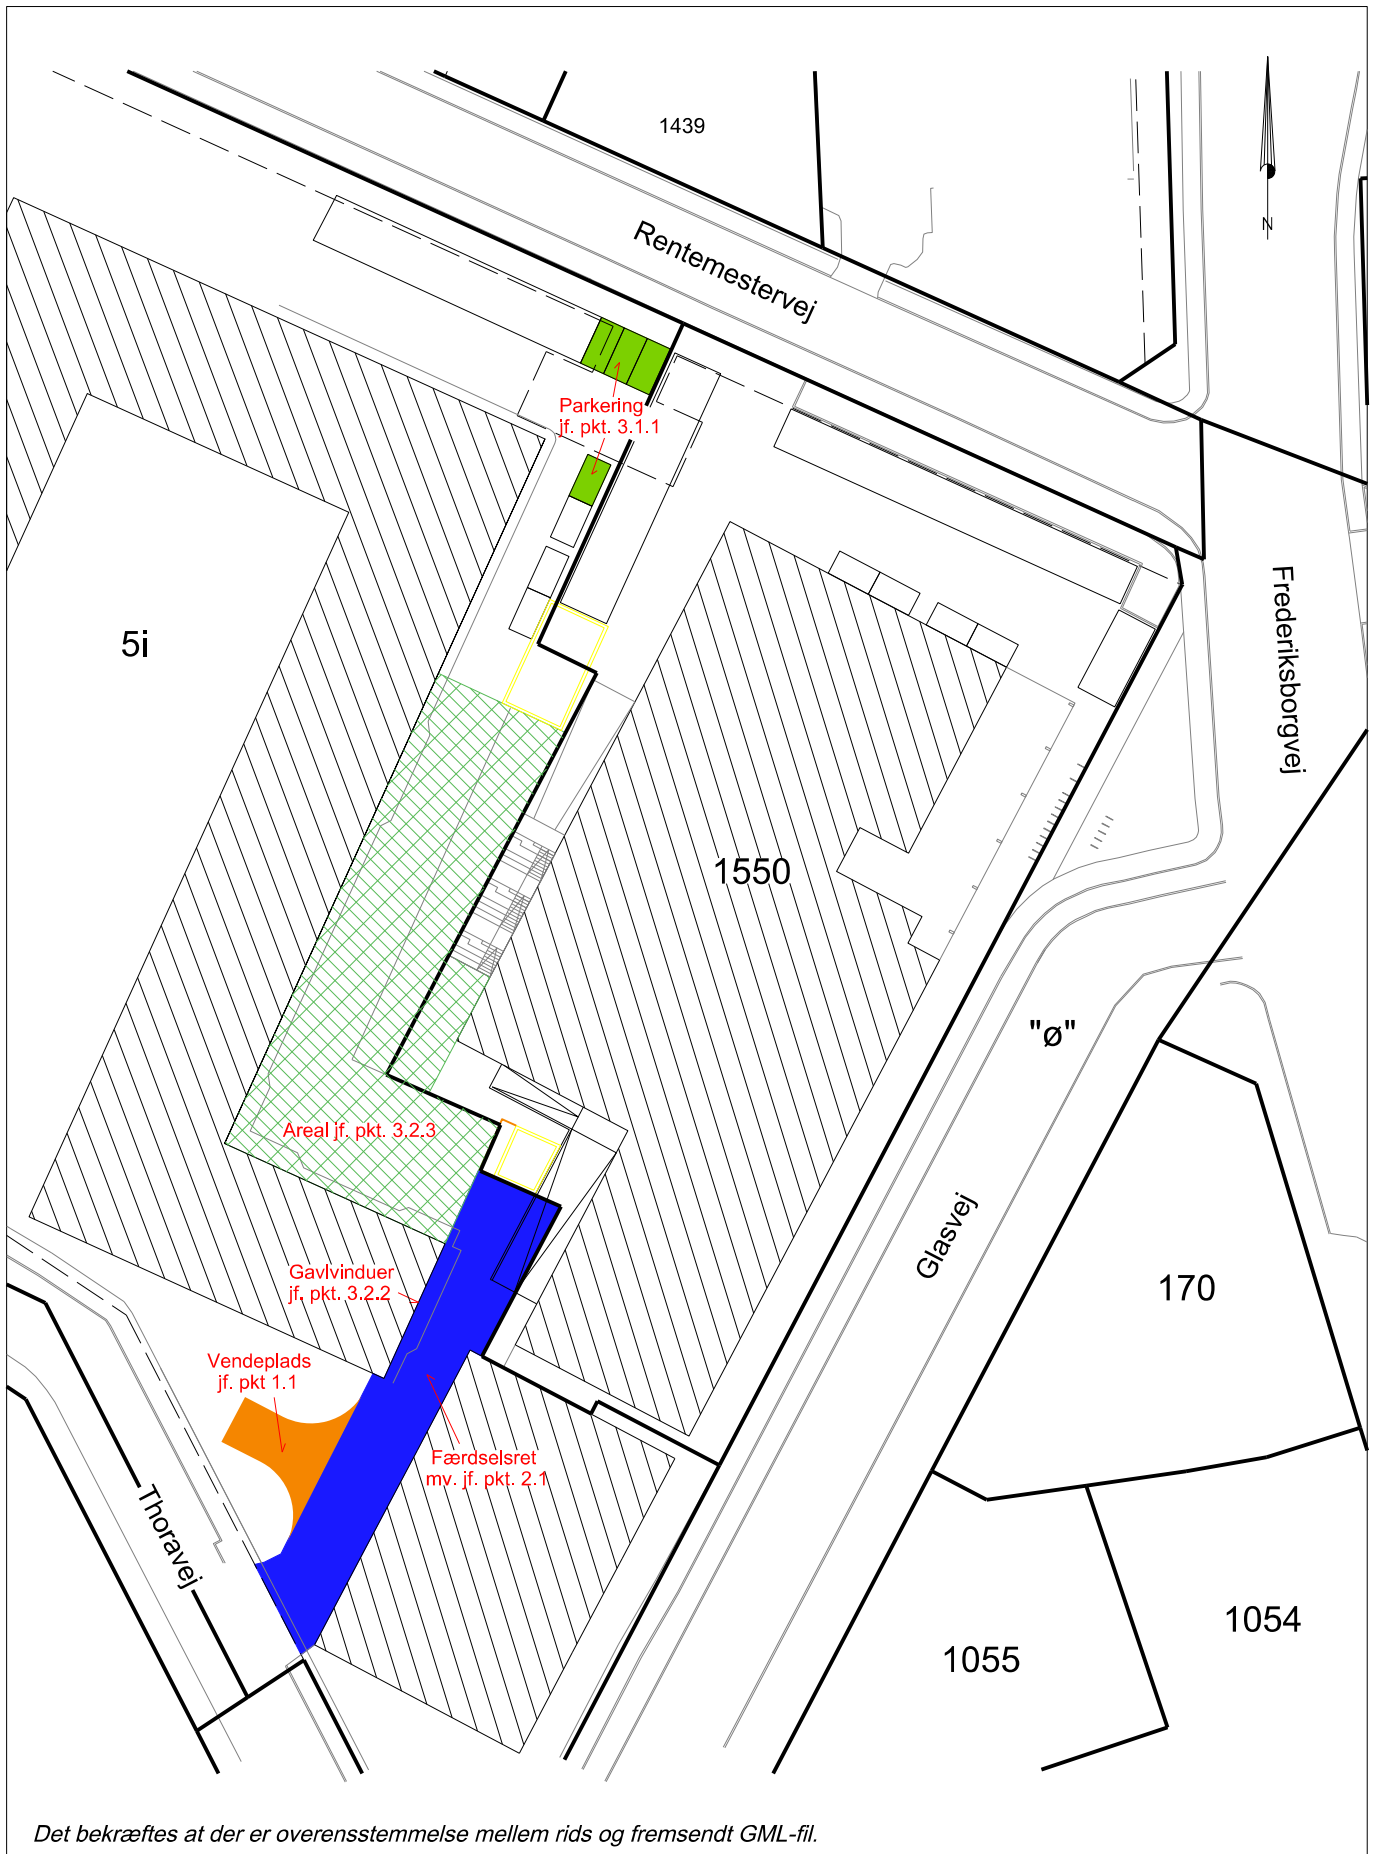 1439
N
Rentemestervej
Parkering
jf. pkt. 3.1.1
Frederiksborgvej
5i
1550
"ø"
Areal jf. pkt. 3.2.3
Glasvej
Gavlvinduer
jf. pkt. 3.2.2
170
Vendeplads
jf. pkt 1.1
Færdselsret
mv. jf. pkt. 2.1
Thoravej
1054
1055
Det bekræftes at der er overensstemmelse mellem rids og fremsendt GML-fil.